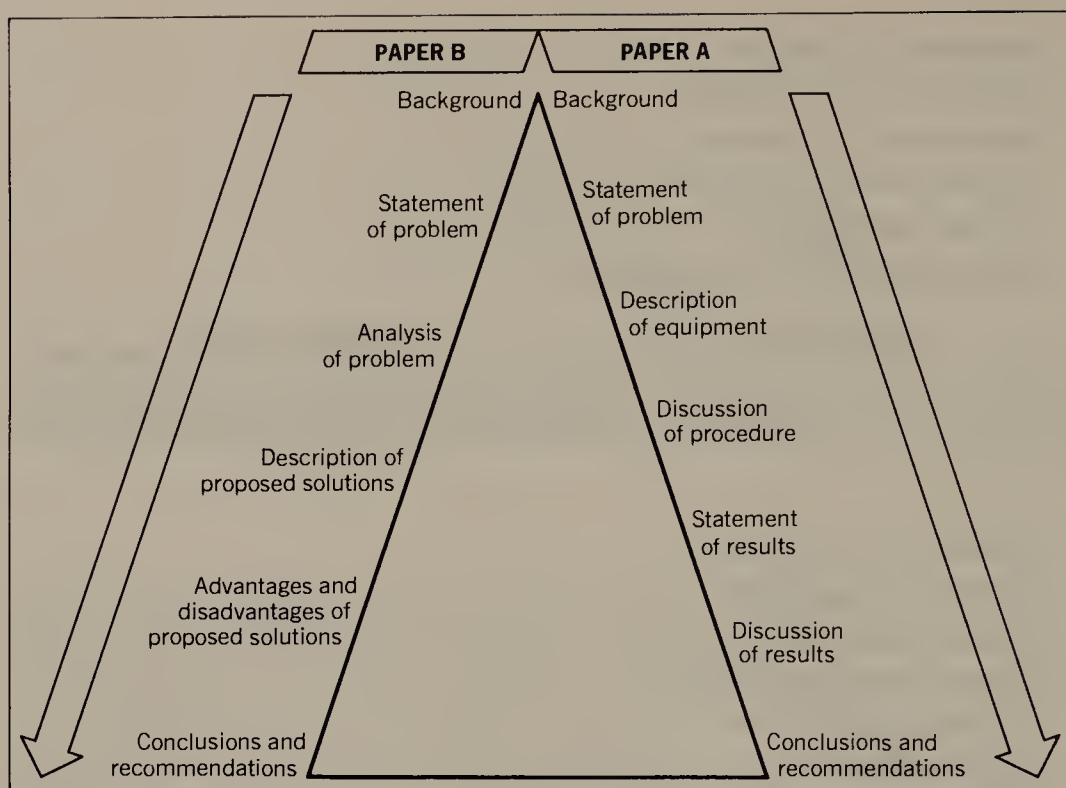 PAPER B
PAPER A
Background
Background
Statement
of problem
Statement
of problem
Analysis
of problem
Description
of equipment
Description of
proposed solutions
Discussion
of procedure
Advantages and
disadvantages of
proposed solutions
Statement
of results
Discussion
of results
Conclusions and
recommendations
Conclusions and
recommendations